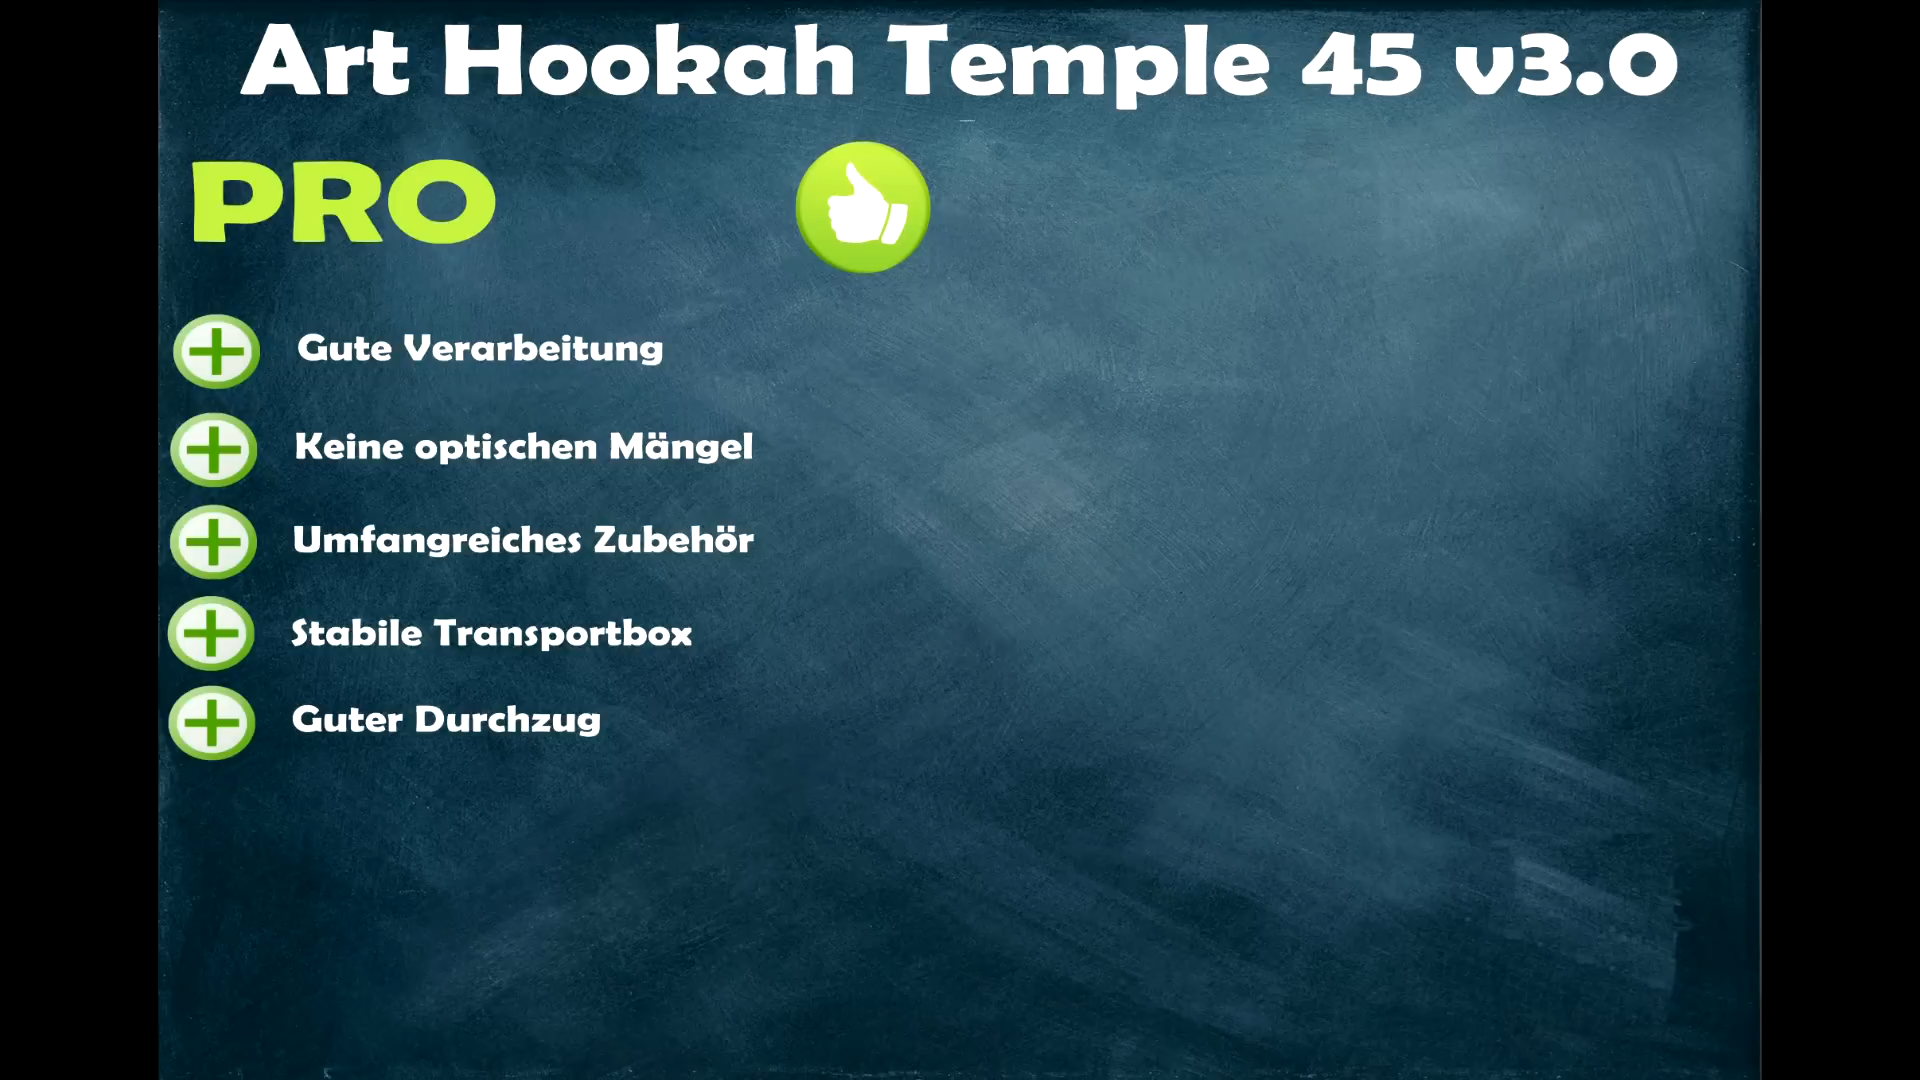 Art Hookah Temple 45 v3.0
PRO
Gute Verarbeitung
Keine optischen Mängel
Umfangreiches Zubehör
Stabile Transportbox
Guter Durchzug